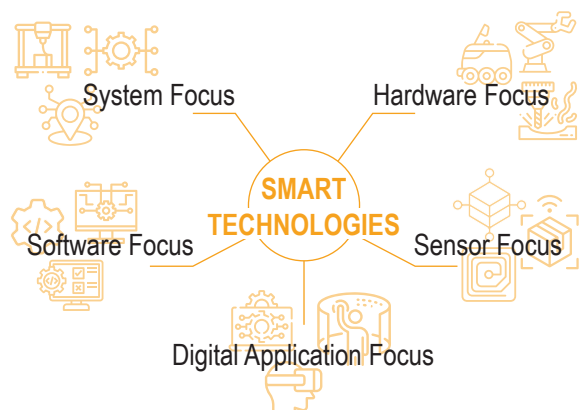 System Focus
Hardware Focus
SMART
TECHNOLOGIES
Software Focus
Sensor Focus
Digital Application Focus